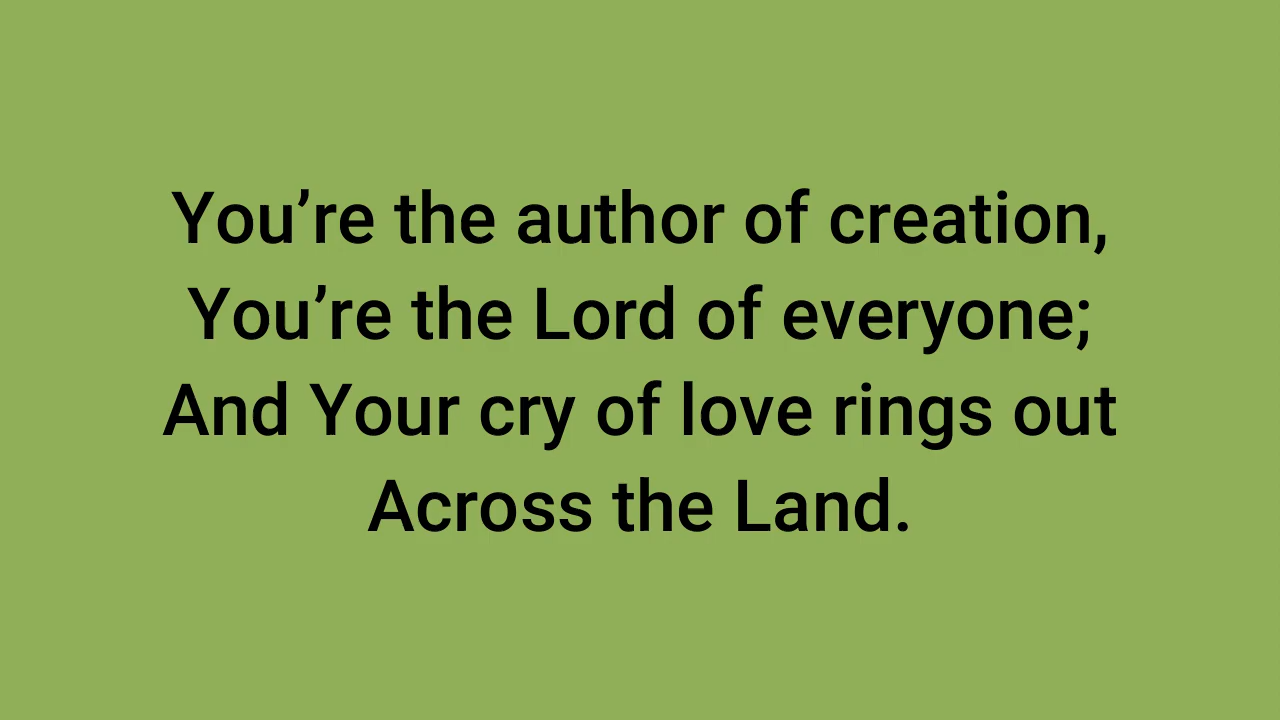 You’re the author of creation,
You’re the Lord of everyone;
And Your cry of love rings out
Across the Land.